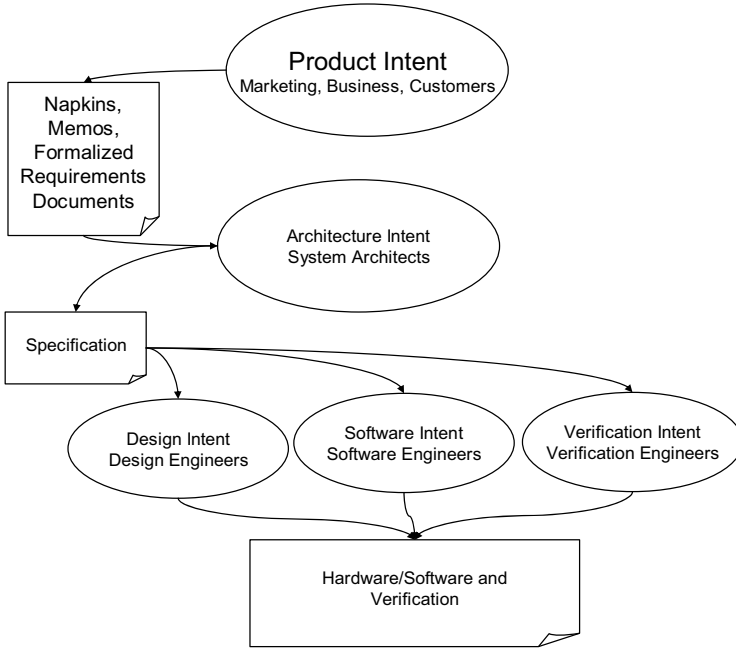 Product Intent
Marketing, Business, Customers
Napkins,
Memos,
Formalized
Requirements
Documents
Architecture Intent
System Architects
Specification
Design Intent
Design Engineers
Software Intent
Software Engineers
Verification Intent
Verification Engineers
Hardware/Software and
Verification